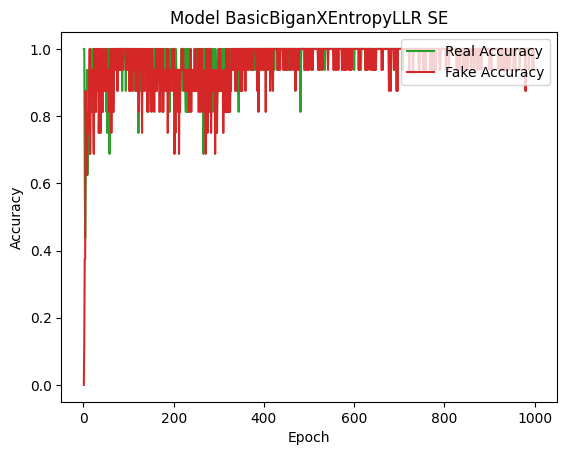 Model BasicBiganXEntropyLLR SE
Real Accuracy
Fake Accuracy
Accuracy
1.0
0.8
0.6
0.4
0.2
0.0
0 200 400 600 800 1000
Epoch